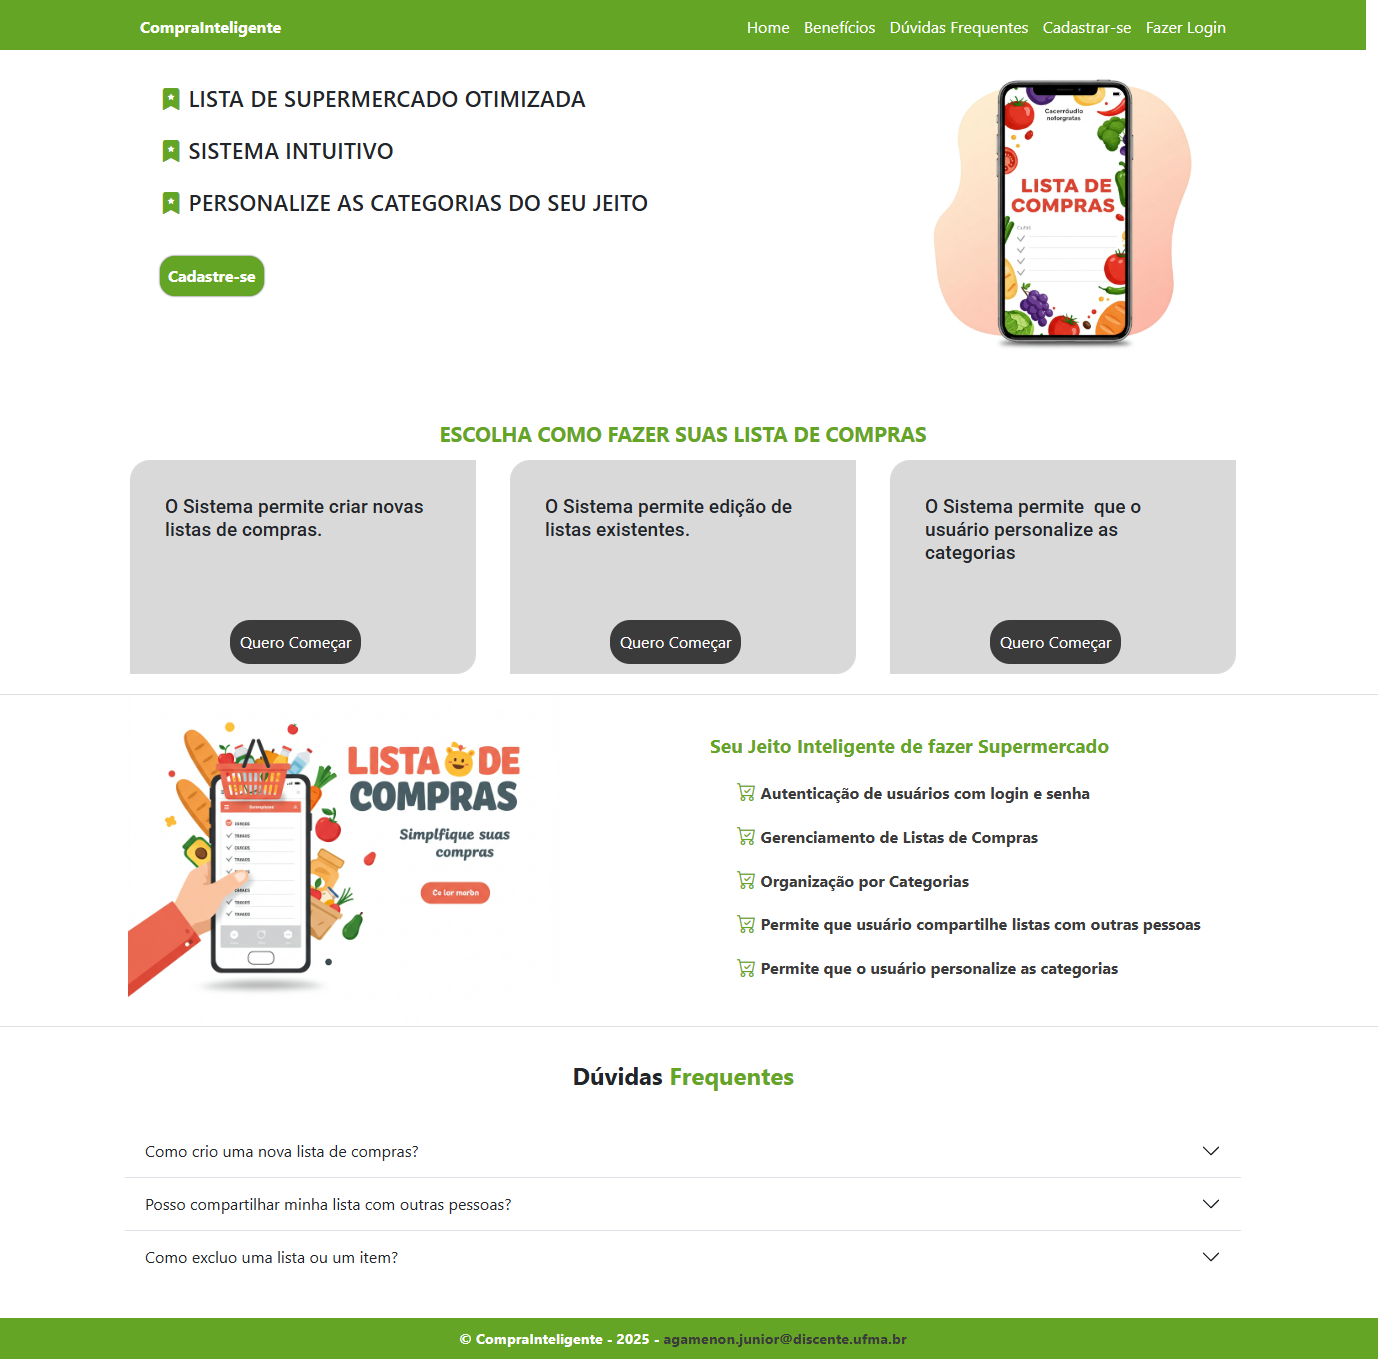 CompraInteligente
Home Benefícios Dúvidas Frequentes Cadastrar-se Fazer Login
LISTA DE SUPERMERCADO OTIMIZADA
SISTEMA INTUITIVO
PERSONALIZE AS CATEGORIAS DO SEU JEITO
Cadastre-se
Cacerróudlo
noforgratas
LISTA DE
COMPRAS
ESCOLHA COMO FAZER SUAS LISTA DE COMPRAS
O Sistema permite criar novas
listas de compras.
Quero Começar
O Sistema permite edição de
listas existentes.
Quero Começar
O Sistema permite que o
usuário personalize as
categorias
Quero Começar
LISTA DE
COMPRAS
Simplfique suas
compras
Co lor marbn
Seu Jeito Inteligente de fazer Supermercado
Autenticação de usuários com login e senha
Gerenciamento de Listas de Compras
Organização por Categorias
Permite que usuário compartilhe listas com outras pessoas
Permite que o usuário personalize as categorias
Dúvidas Frequentes
Como crio uma nova lista de compras?
Posso compartilhar minha lista com outras pessoas?
Como excluo uma lista ou um item?
© CompraInteligente - 2025 - agamenon.junior@discente.ufma.br